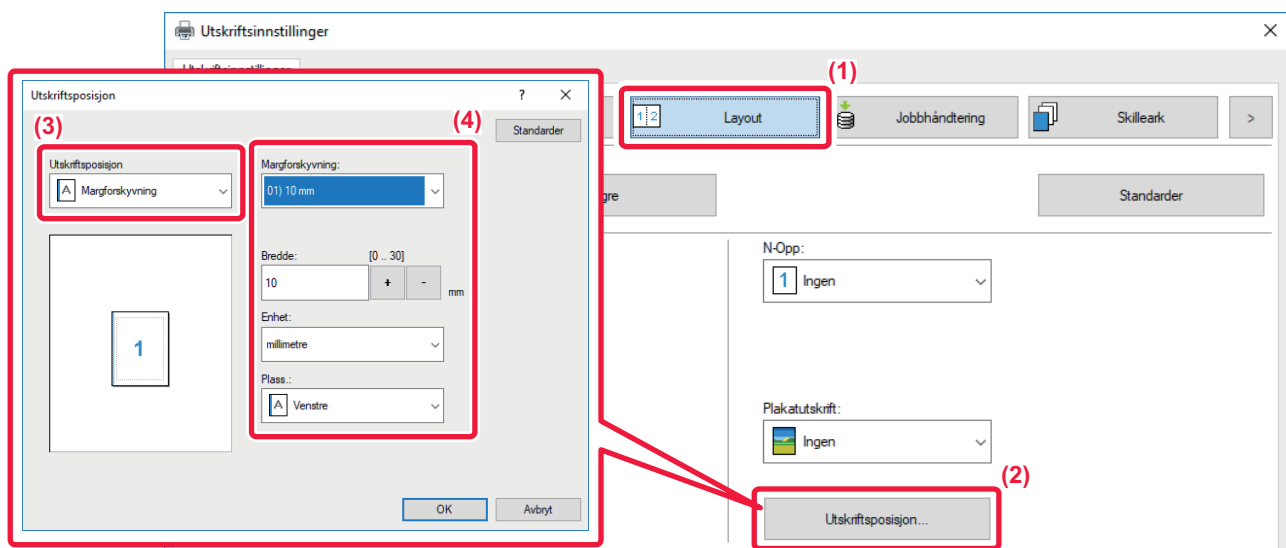 Utskriftsinnstillinger
(1)
Layout
Jobbhåndtering
Skilleark
>
Standarder
N-Opp:
1 Ingen
Plakatutskrift:
Ingen
(2)
Utskriftsposisjon...
Utskriftsposisjon ?
(3)
(4)
Standarder
Utskriftsposisjon
A Margforskyvning
1
Margforskyvning:
01) 10 mm
Bredde: [0 .. 30]
10 + - mm
Enhet:
millimetre
Plass.:
A Venstre
OK Avbryt